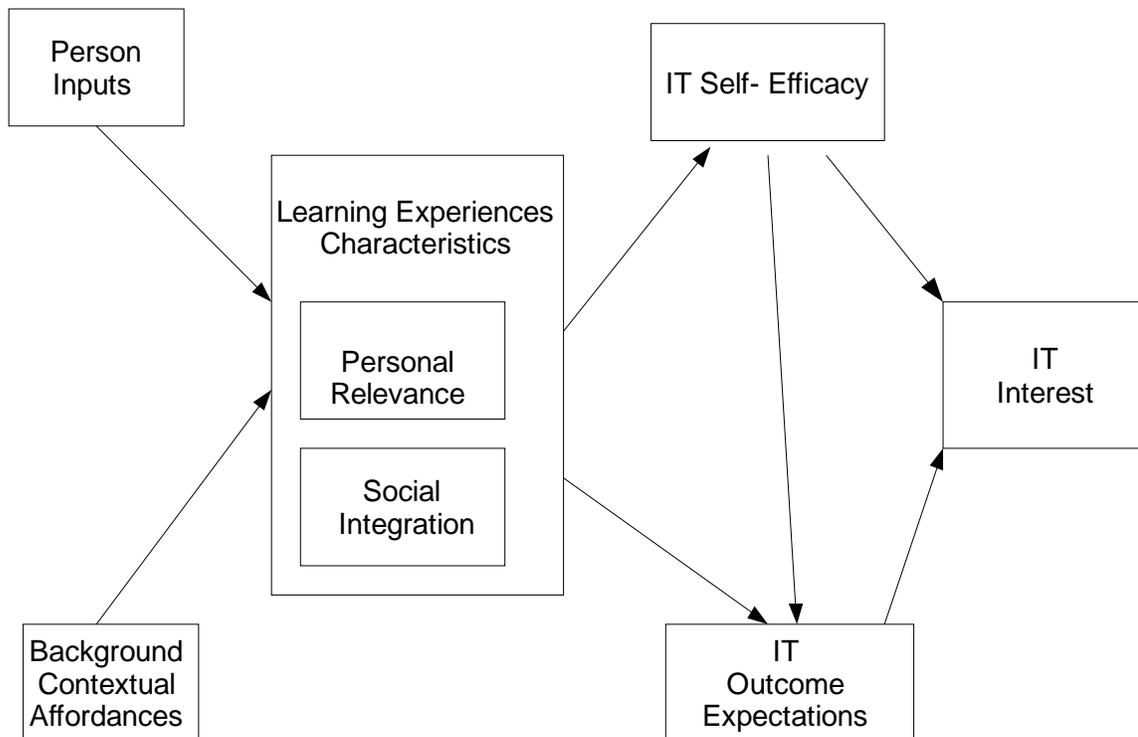 Person
Inputs
IT Self- Efficacy
Learning Experiences
Characteristics
Personal
Relevance
Social
Integration
IT
Interest
Background
Contextual
Affordances
IT
Outcome
Expectations